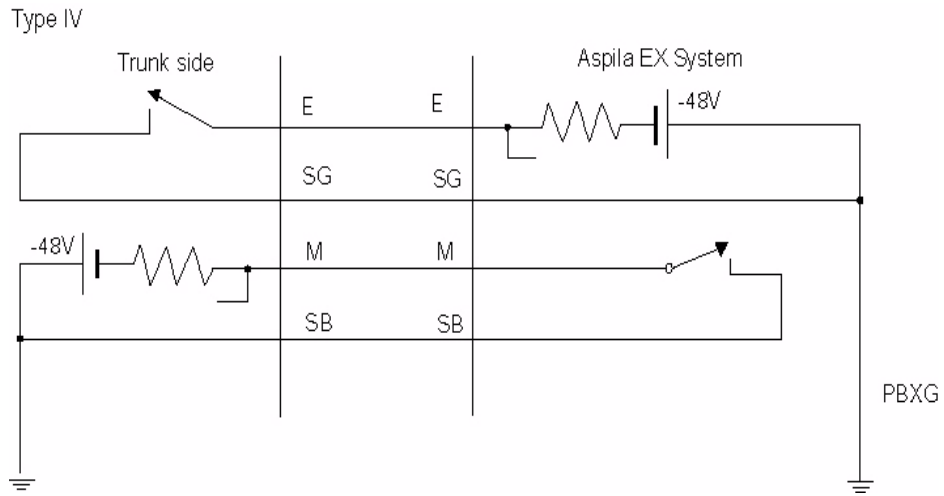 Type IV
Trunk side
Aspila EX System
E
E
-48V
SG
SG
-48V
M
M
SB
SB
PBXG